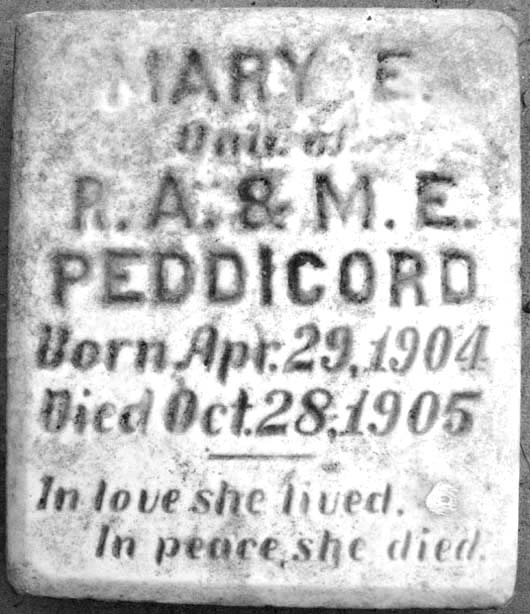 MARY E.
Dau. of
R. A. & M. E.
PEDDICORD
Born Apr. 29, 1904
Died Oct. 28, 1905
In love she lived.
In peace, she died.